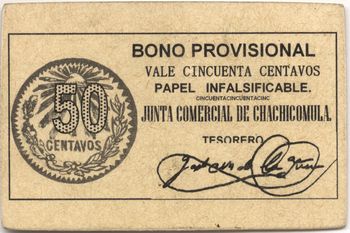 BONO PROVISIONAL
VALE CINCUENTA CENTAVOS
PAPEL INFALSIFICABLE.
CINCUENTACINCUENTACINC
JUNTA COMERCIAL DE CHACHICOMULA.
TESORERO
50
CENTAVOS